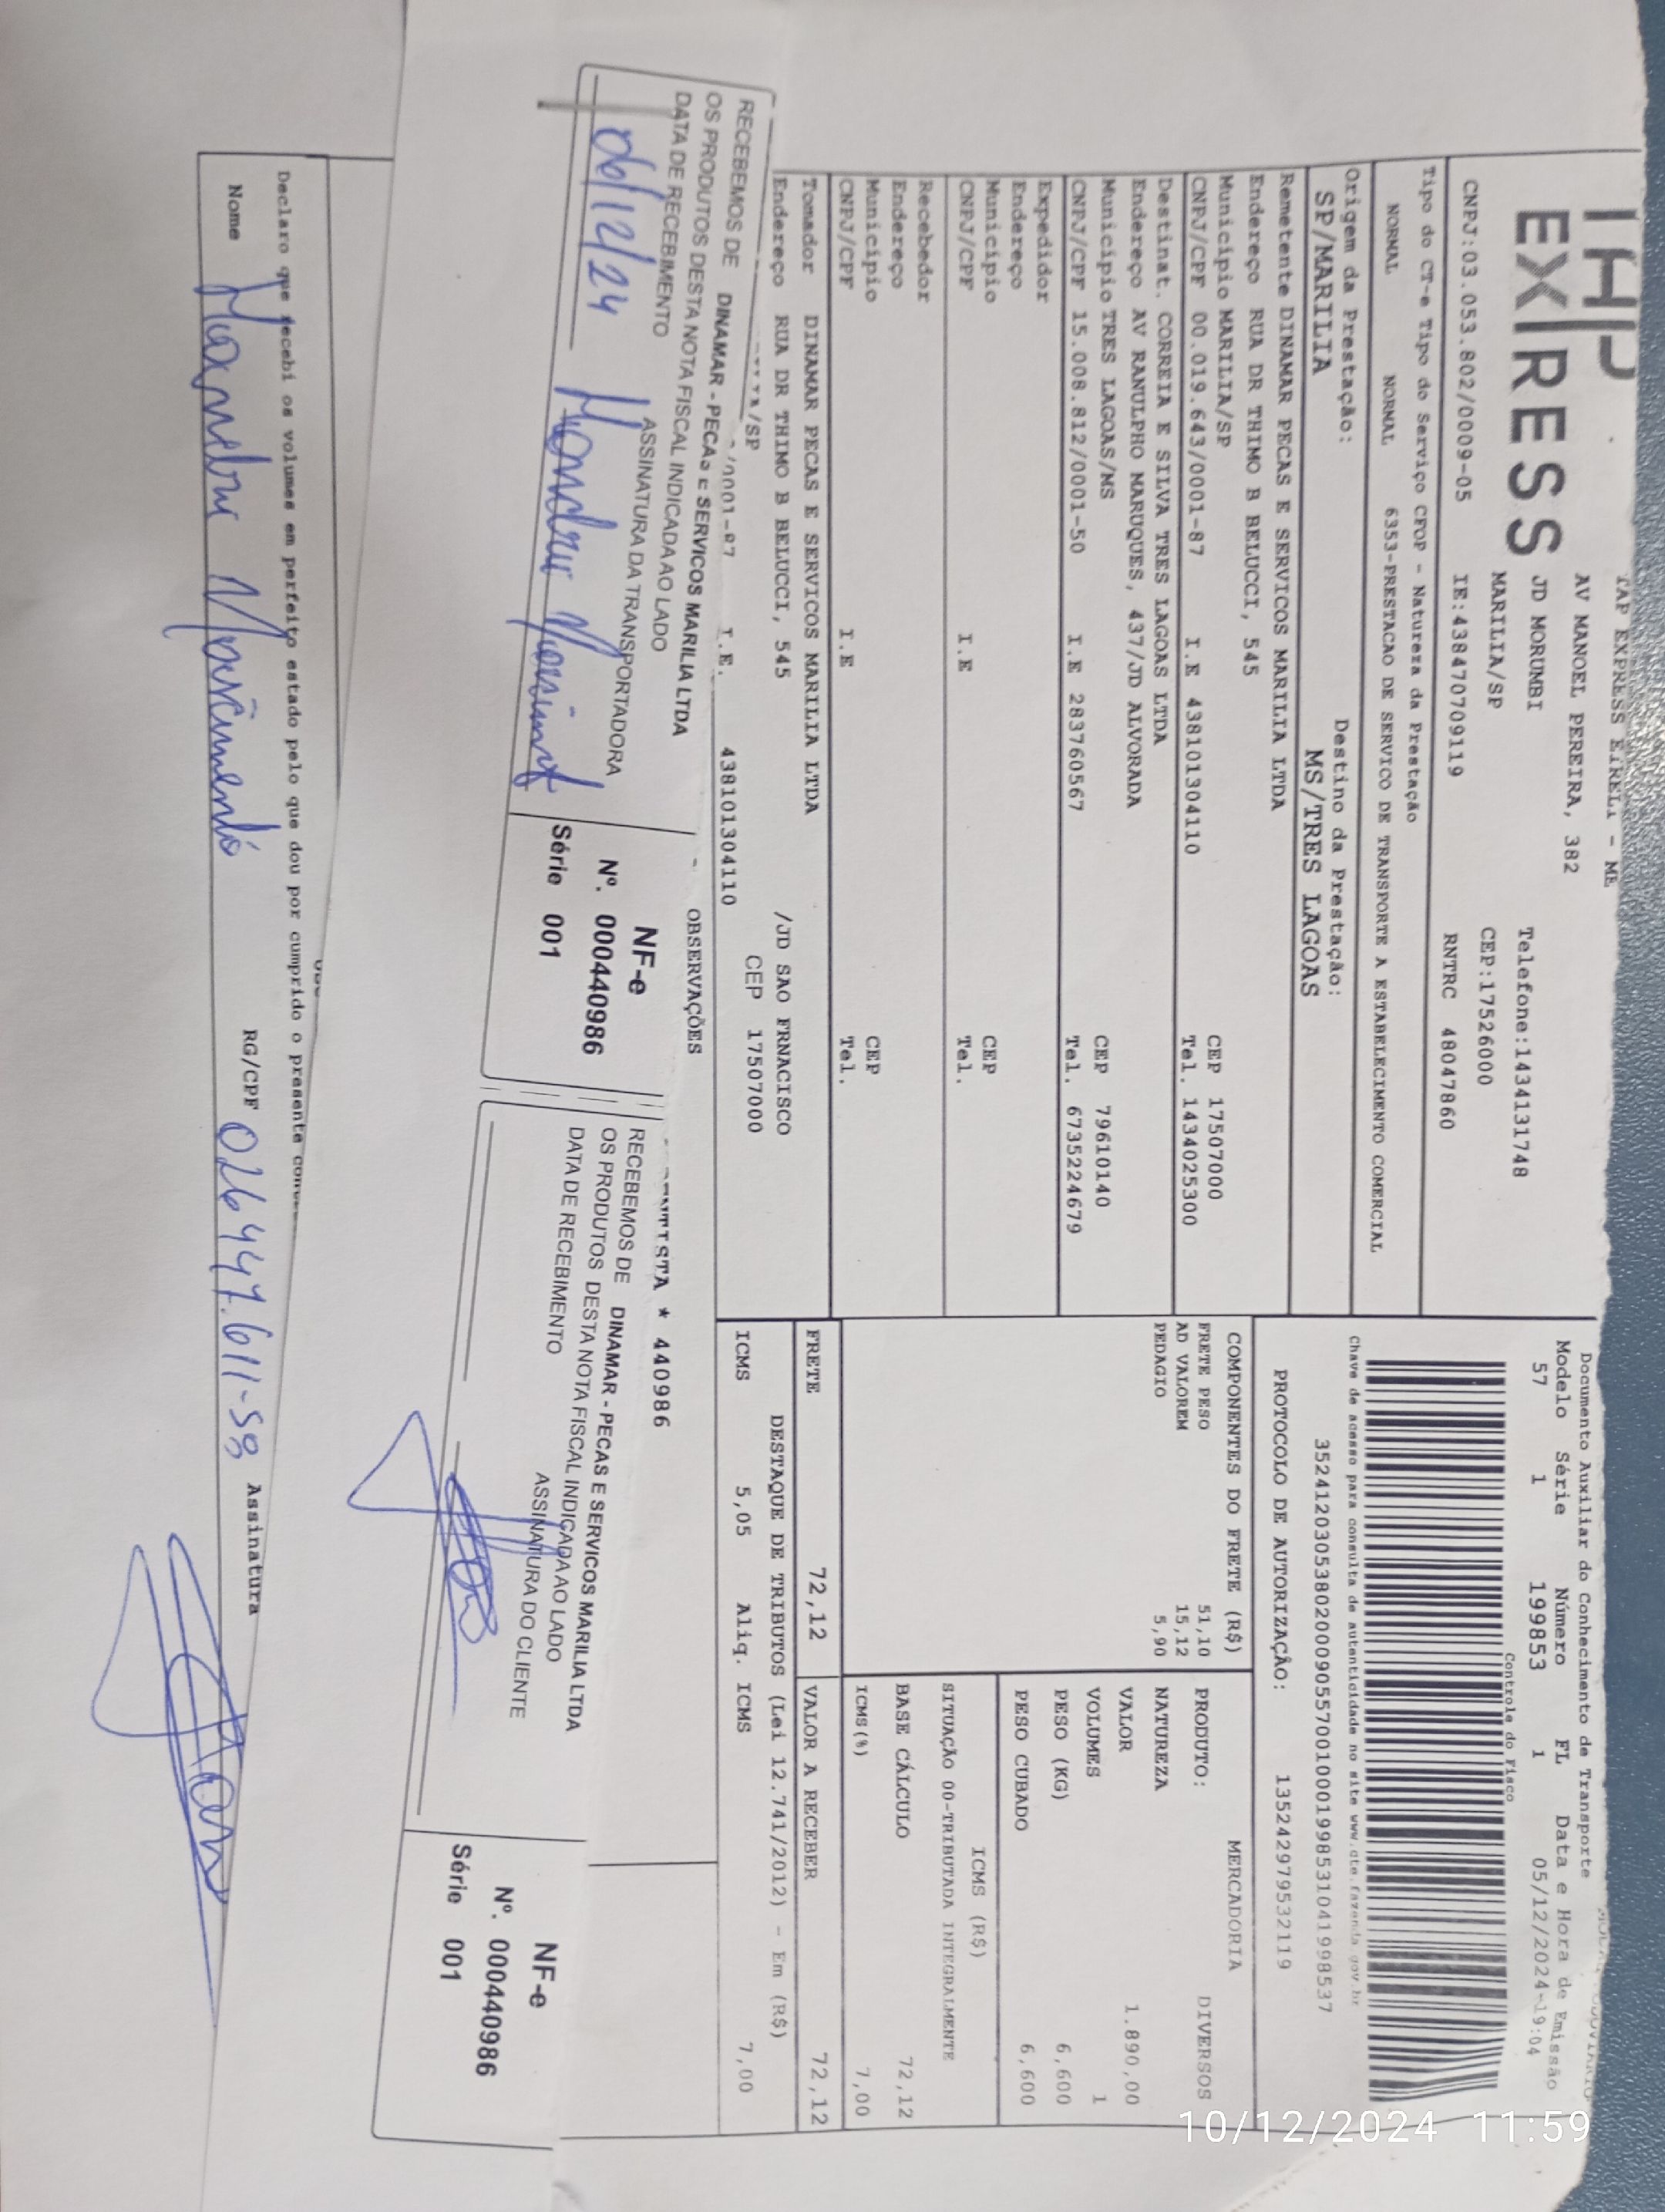 TAP EXPRESS EIRELI - ME
EXPRESS
AV MANOEL PEREIRA, 382
JD MORUMBI
Telefone:1434131748
MARILIA/SP
CEP:17526000
CNPJ:03.053.802/0009-05 IE:438470709119 RNTRC 48047860
Tipo do CT-e Tipo do Serviço CFOP - Natureza da Prestação
NORMAL NORMAL 6353-PRESTACAO DE SERVICO DE TRANSPORTE A ESTABELECIMENTO COMERCIAL
Origem da Prestação: Destino da Prestação:
SP/MARILIA MS/TRES LAGOAS
Remetente DINAMAR PECAS E SERVICOS MARILIA LTDA
Endereço RUA DR THIMO B BELUCCI, 545
Municipio MARILIA/SP CEP 17507000
CNPJ/CPF 00.019.643/0001-87 I.E 438101304110 Tel. 1434025300
Destinat. CORREIA E SILVA TRES LAGOAS LTDA
Endereço AV RANULPHO MARUQUES, 437/JD ALVORADA
Municipio TRES LAGOAS/MS CEP 79610140
CNPJ/CPF 15.008.812/0001-50 I.E 283760567 Tel. 6735224679
Expedidor
Endereço
Municipio CEP
CNPJ/CPF I.E Tel.
Recebedor
Endereço
Municipio CEP
CNPJ/CPF I.E Tel.
Tomador DINAMAR PECAS E SERVICOS MARILIA LTDA
Endereço RUA DR THIMO B BELUCCI, 545 /JD SAO FRNACISCO
/SP CEP 17507000
/0001-87 I.E. 438101304110
OBSERVAÇÕES
* 440986
Documento Auxiliar do Conhecimento de Transporte
Modelo Série Número FL Data e Hora de Emissão
57 1 199853 1 05/12/2024-19:04
Controle do Fisco
Chave de acesso para consulta de autenticidade no site www.cte.fazenda.gov.br
35241203053802000905570010001998531041998537
PROTOCOLO DE AUTORIZAÇÃO: 135242979532119
COMPONENTES DO FRETE (R$)
FRETE PESO 51,10
AD VALOREM 15,12
PEDAGIO 5,90
MERCADORIA
PRODUTO: DIVERSOS
NATUREZA
VALOR 1.890,00
VOLUMES 1
PESO (KG) 6,600
PESO CUBADO 6,600
ICMS (R$)
SITUAÇÃO 00-TRIBUTADA INTEGRALMENTE
BASE CÁLCULO 72,12
ICMS(%) 7,00
FRETE 72,12 VALOR A RECEBER 72,12
DESTAQUE DE TRIBUTOS (Lei 12.741/2012) - Em (R$)
ICMS 5,05 Aliq. ICMS 7,00
RECEBEMOS DE DINAMAR - PECAS E SERVICOS MARILIA LTDA
OS PRODUTOS DESTA NOTA FISCAL INDICADA AO LADO
DATA DE RECEBIMENTO ASSINATURA DA TRANSPORTADORA
06/12/24
NF-e
Nº. 000440986
Série 001
RECEBEMOS DE DINAMAR - PECAS E SERVICOS MARILIA LTDA
OS PRODUTOS DESTA NOTA FISCAL INDICADA AO LADO
DATA DE RECEBIMENTO ASSINATURA DO CLIENTE
NF-e
Nº. 000440986
Série 001
Declaro que recebi os volumes em perfeito estado pelo que dou por cumprido o presente
Nome RG/CPF 026447.611-58 Assinatura
10/12/2024 11:59